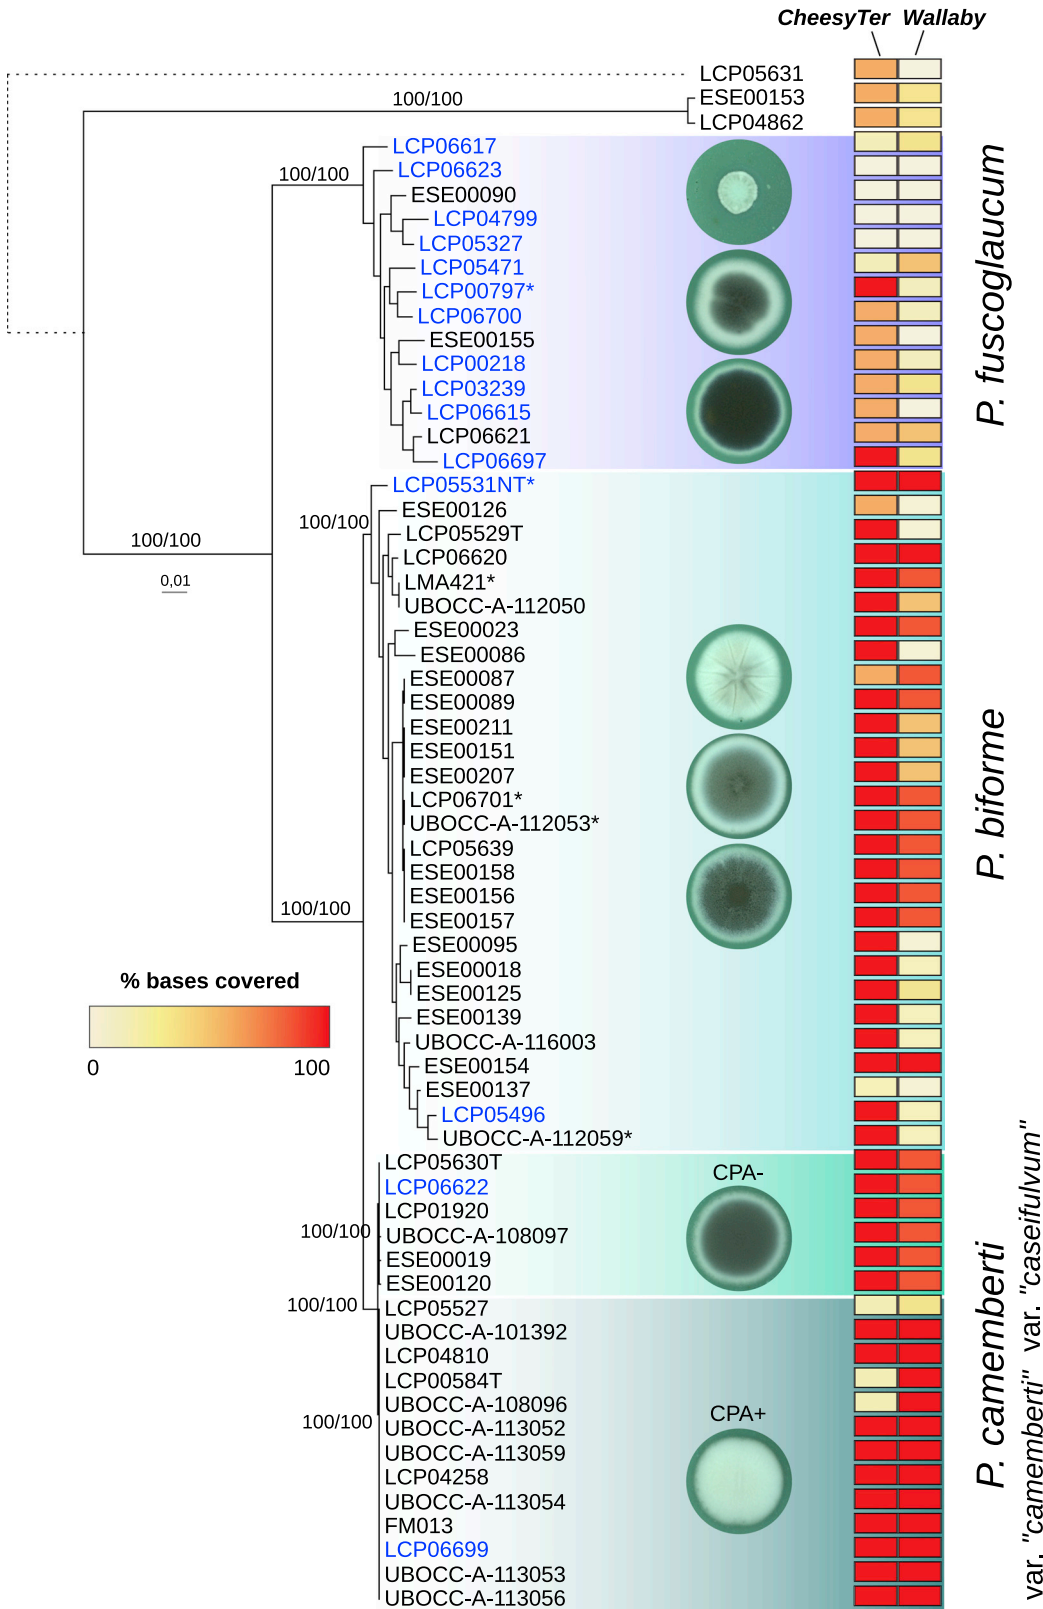 CheesyTer Wallaby
LCP05631
100/100
ESE00153
LCP04862
LCP06617
100/100
LCP06623
ESE00090
LCP04799
LCP05327
LCP05471
LCP00797*
LCP06700
ESE00155
LCP00218
LCP03239
LCP06615
LCP06621
LCP06697
P. fuscoglaucum
LCP05531NT*
ESE00126
100/100
LCP05529T
100/100
LCP06620
0,01
LMA421*
UBOCC-A-112050
ESE00023
ESE00086
ESE00087
ESE00089
ESE00211
ESE00151
ESE00207
LCP06701*
UBOCC-A-112053*
LCP05639
ESE00158
ESE00156
100/100
ESE00157
ESE00095
ESE00018
ESE00125
ESE00139
UBOCC-A-116003
ESE00154
ESE00137
LCP05496
UBOCC-A-112059*
P. biforme
% bases covered
0 100
LCP05630T
CPA-
LCP06622
LCP01920
100/100
UBOCC-A-108097
ESE00019
ESE00120
100/100
LCP05527
UBOCC-A-101392
LCP04810
LCP00584T
UBOCC-A-108096
CPA+
100/100
UBOCC-A-113052
UBOCC-A-113059
LCP04258
UBOCC-A-113054
FM013
LCP06699
UBOCC-A-113053
UBOCC-A-113056
P. camemberti
var. "camemberti" var. "caseifulvum"